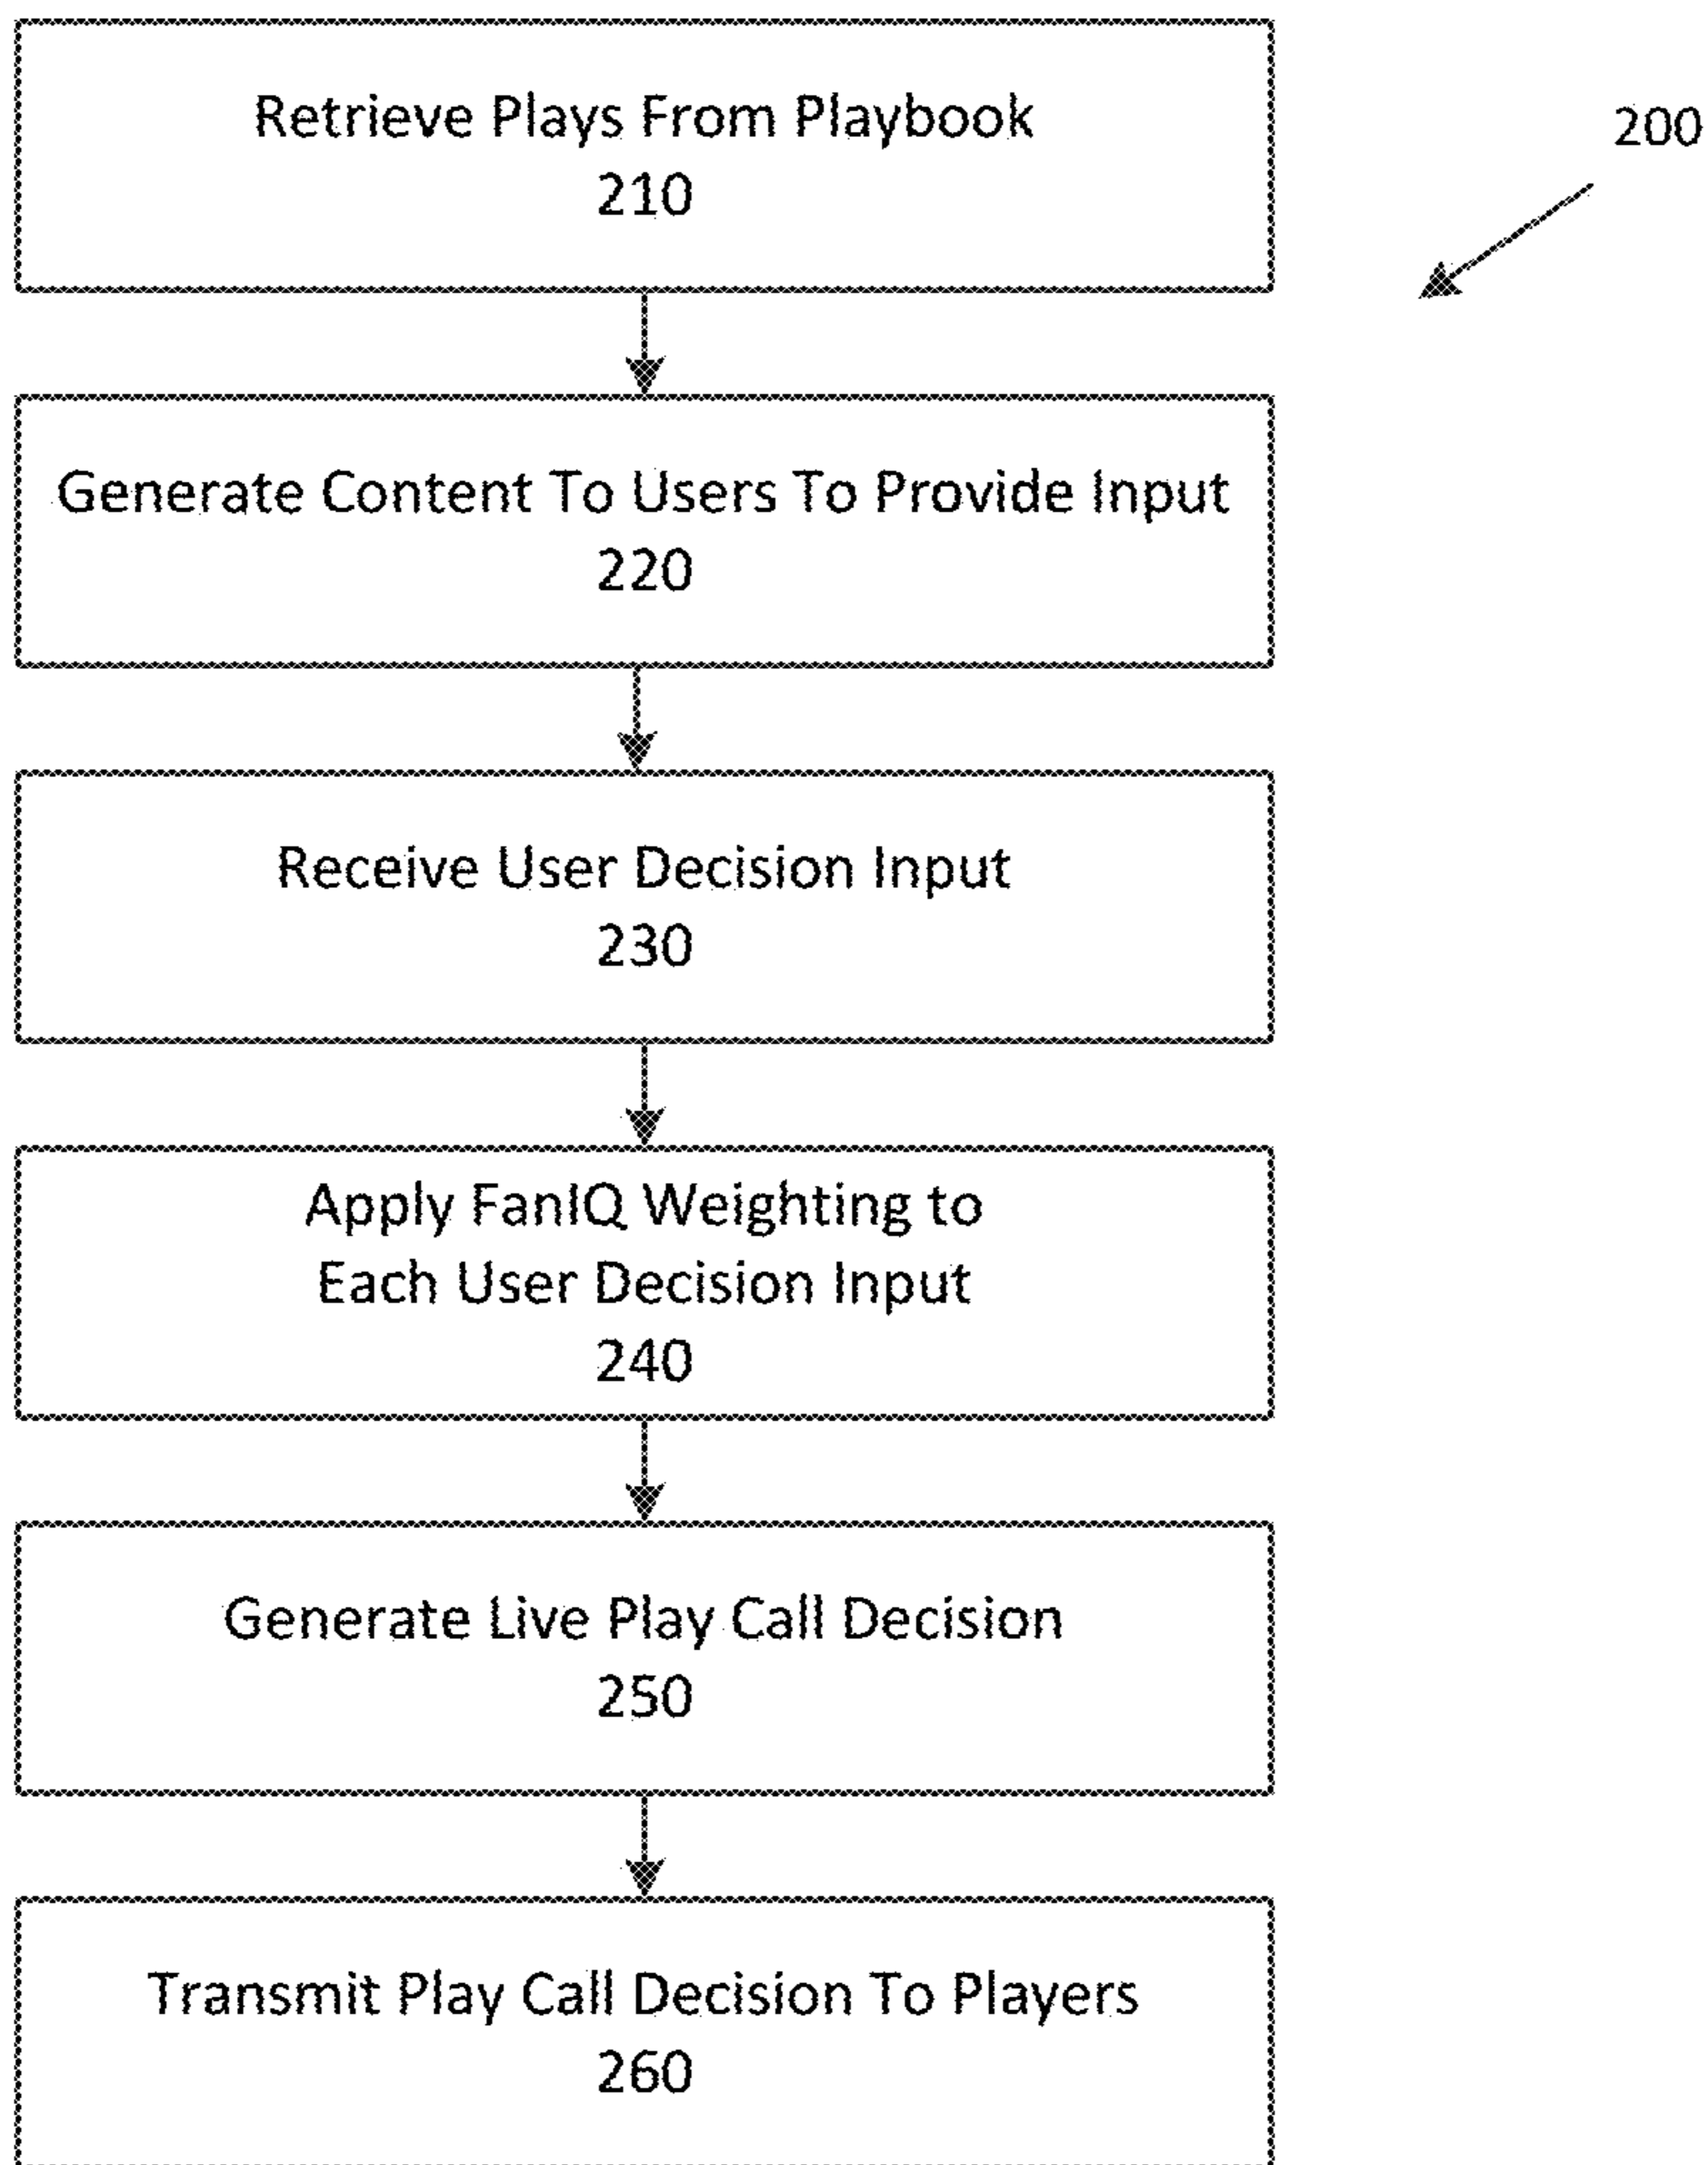 Retrieve Plays From Playbook
210
200
Generate Content To Users To Provide Input
220
Receive User Decision Input
230
Apply FanIQ Weighting to
Each User Decision Input
240
Generate Live Play Call Decision
250
Transmit Play Call Decision To Players
260